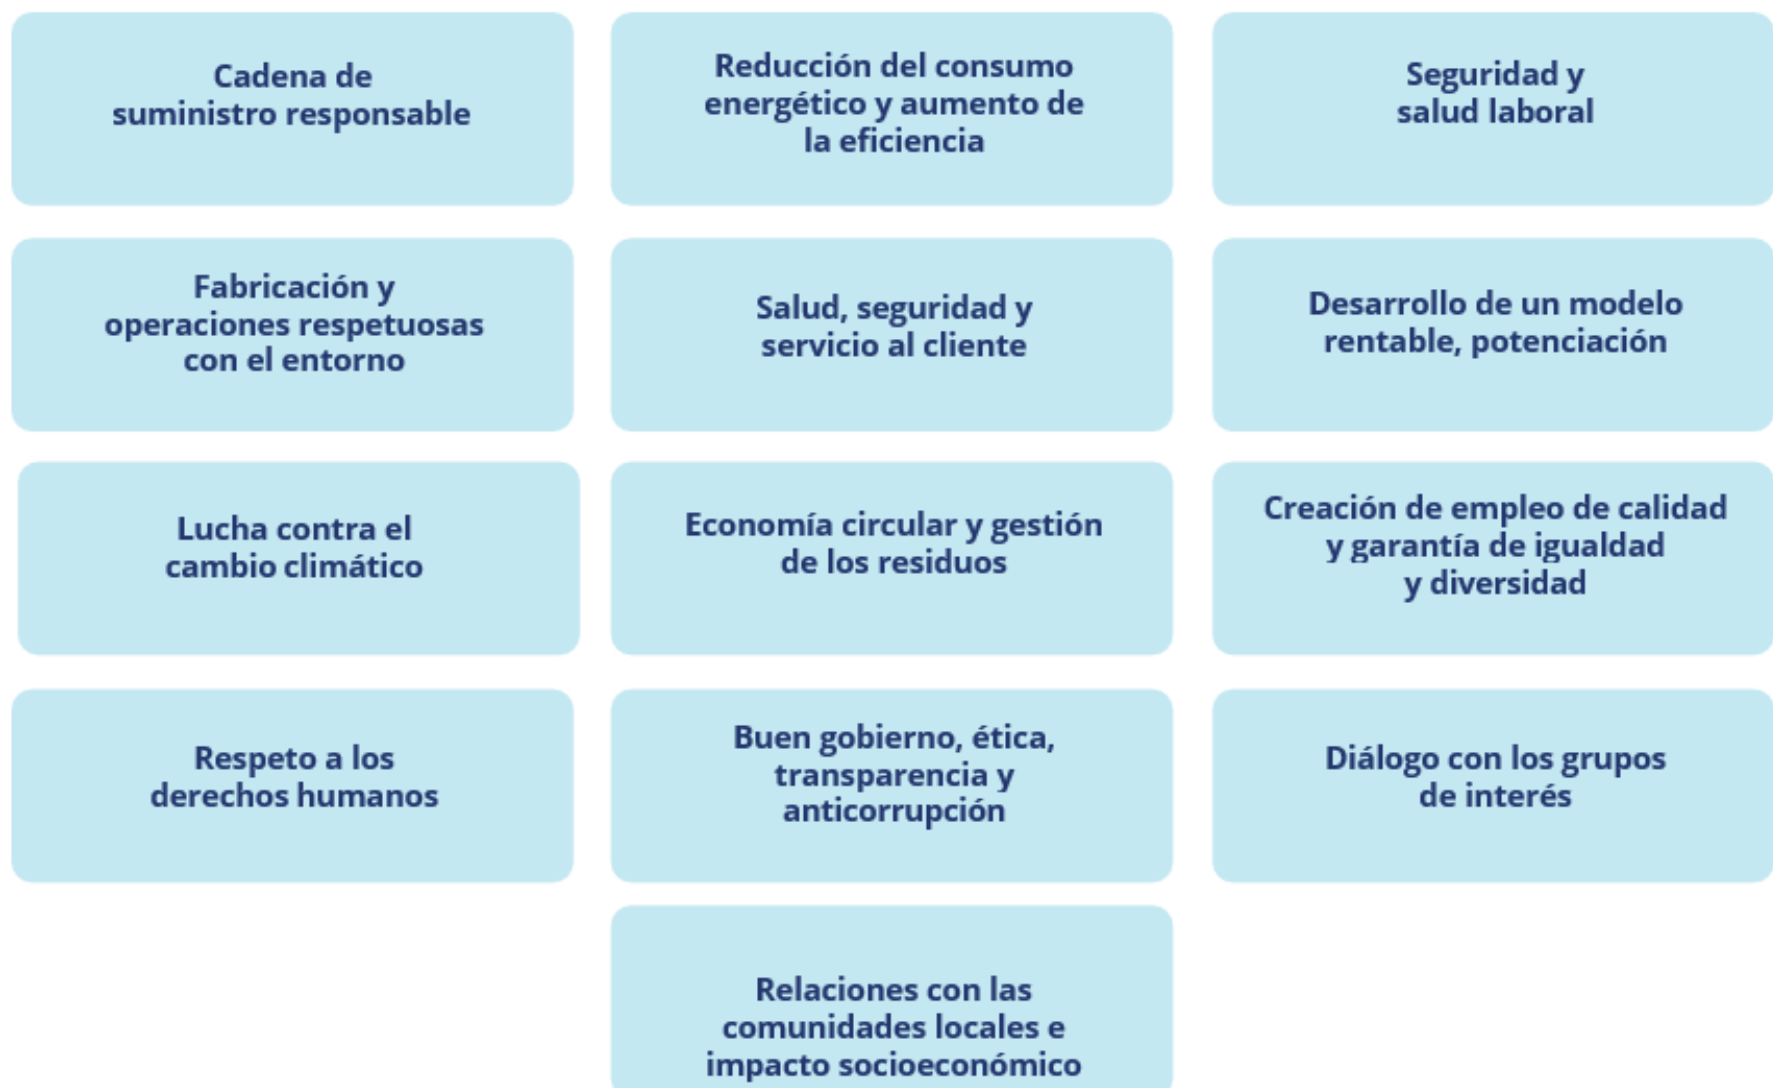 Cadena de
suministro responsable
Reducción del consumo
energético y aumento de
la eficiencia
Seguridad y
salud laboral
Fabricación y
operaciones respetuosas
con el entorno
Salud, seguridad y
servicio al cliente
Desarrollo de un modelo
rentable, potenciación
Lucha contra el
cambio climático
Economía circular y gestión
de los residuos
Creación de empleo de calidad
y garantía de igualdad
y diversidad
Respeto a los
derechos humanos
Buen gobierno, ética,
transparencia y
anticorrupción
Diálogo con los grupos
de interés
Relaciones con las
comunidades locales e
impacto socioeconómico